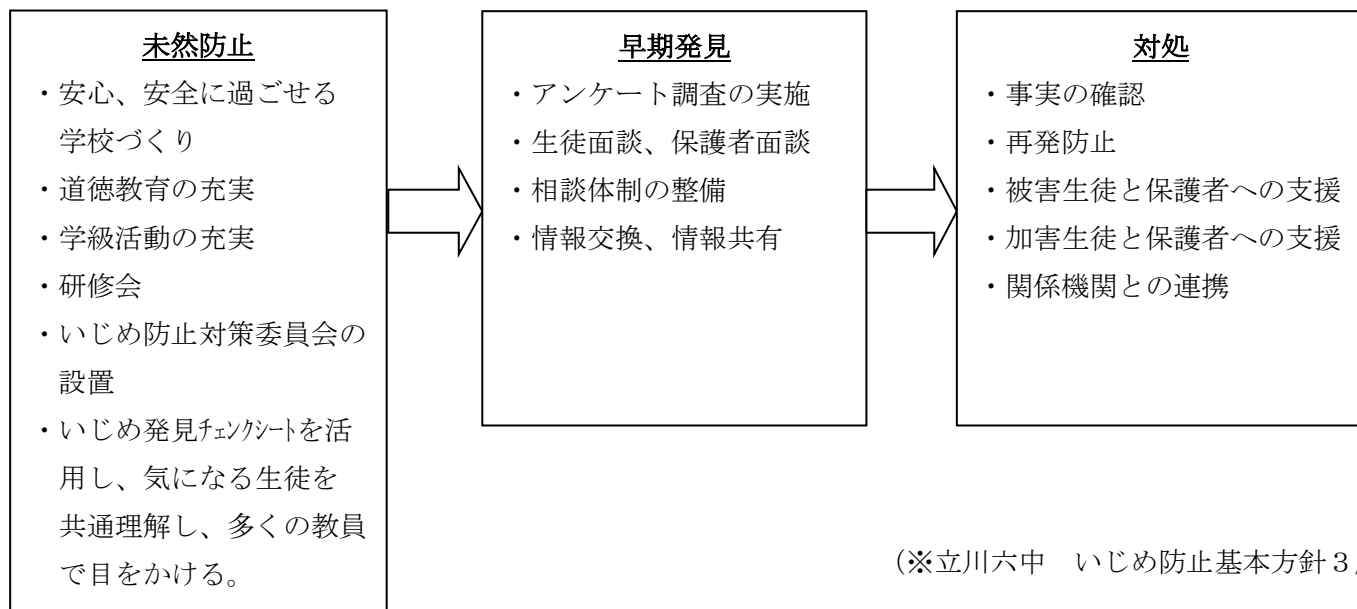 未然防止
・安心、安全に過ごせる
学校づくり
・道徳教育の充実
・学級活動の充実
・研修会
・いじめ防止対策委員会の
設置
・いじめ発見ﾁｪﾝｸｼｰﾄを活
用し、気になる生徒を
共通理解し、多くの教員
で目をかける。
早期発見
・アンケート調査の実施
・生徒面談、保護者面談
・相談体制の整備
・情報交換、情報共有
対処
・事実の確認
・再発防止
・被害生徒と保護者への支援
・加害生徒と保護者への支援
・関係機関との連携
(※立川六中　いじめ防止基本方針３